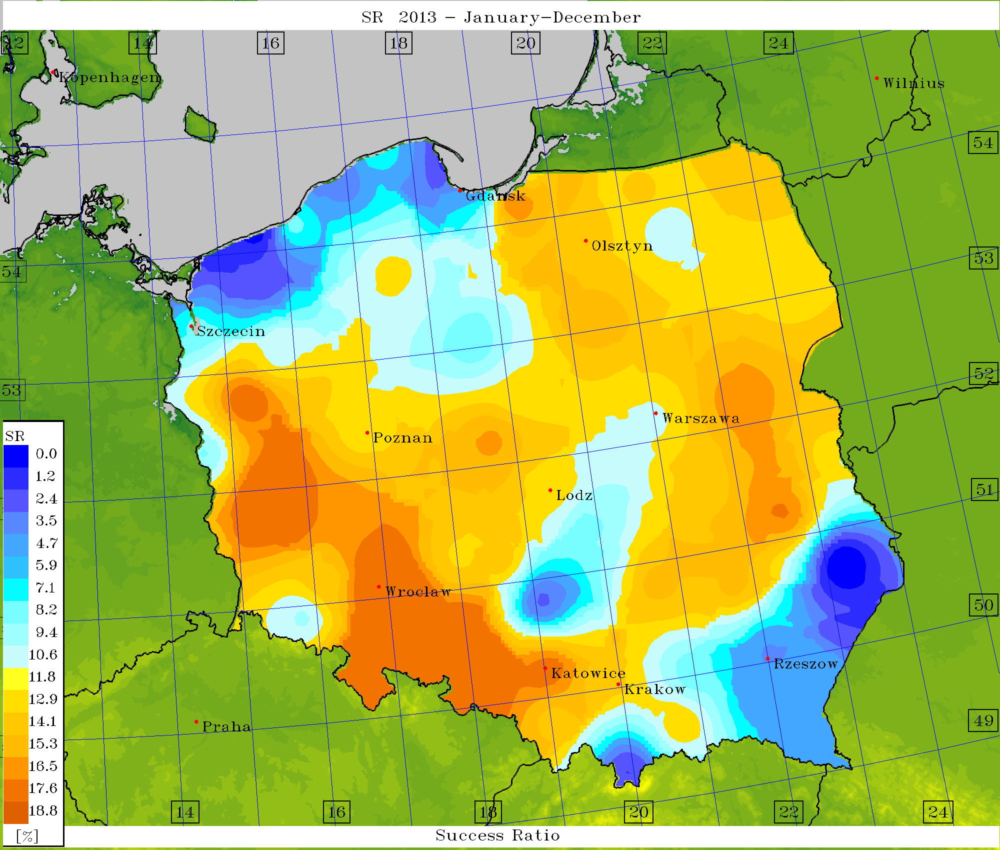 SR 2013 – January–December
12 14 16 18 20 22 24
Kopenhagen
Wilnius
54
Gdansk
Olsztyn
53
54
Szczecin
52
53
Warszawa
Poznan
SR
0.0
51
1.2
Lodz
2.4
3.5
4.7
5.9
7.1
Wroclaw
50
8.2
9.4
10.6
Rzeszow
11.8
Katowice
Krakow
12.9
14.1
49
Praha
15.3
16.5
17.6
18.8
14 16 18 20 22 24
[%]
Success Ratio